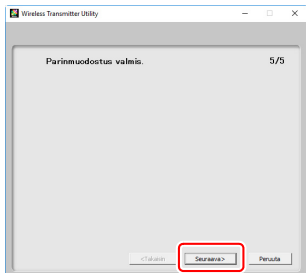 Wireless Transmitter Utility
Parinmuodostus valmis. 5/5
<Takaisin Seuraava> Peruuta